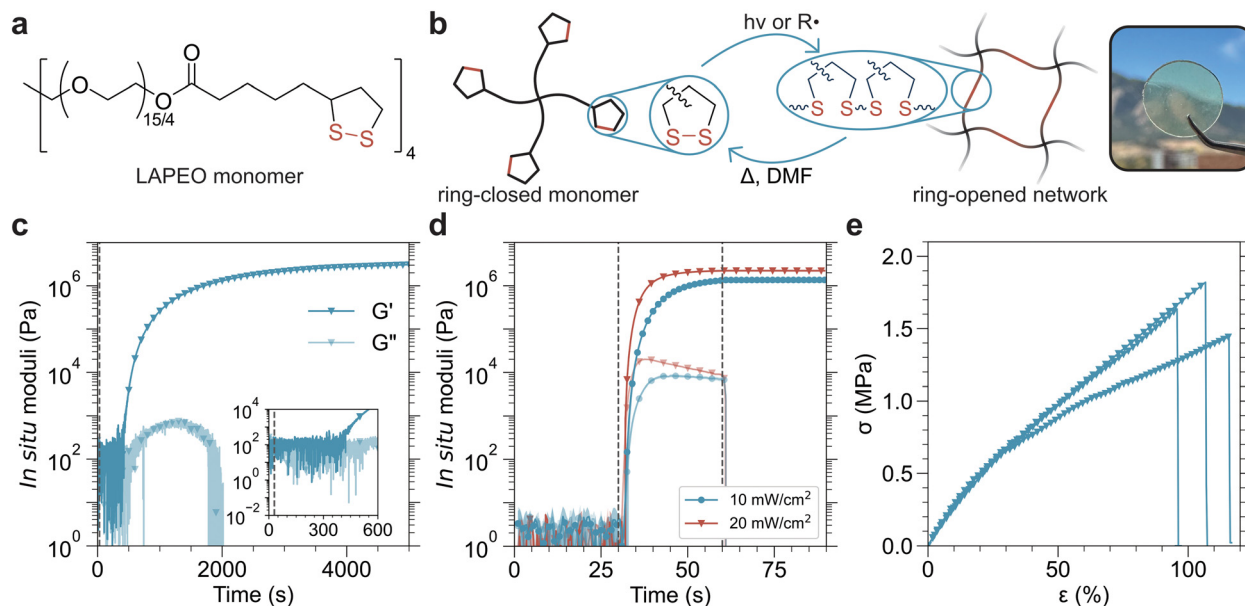 a
O
O
O
15/4
S
S
4
LAPEO monomer
b
hν or R•
S–S
S S S S
Δ, DMF
ring-closed monomer
ring-opened network
c
In situ moduli (Pa)
10⁶
10⁴
10²
10⁰
G'
G"
10⁴
10²
10⁰
10⁻²
0 300 600
0 2000 4000
Time (s)
d
In situ moduli (Pa)
10⁶
10⁴
10²
10⁰
10 mW/cm²
20 mW/cm²
0 25 50 75
Time (s)
e
σ (MPa)
2.0
1.5
1.0
0.5
0.0
0 50 100
ε (%)